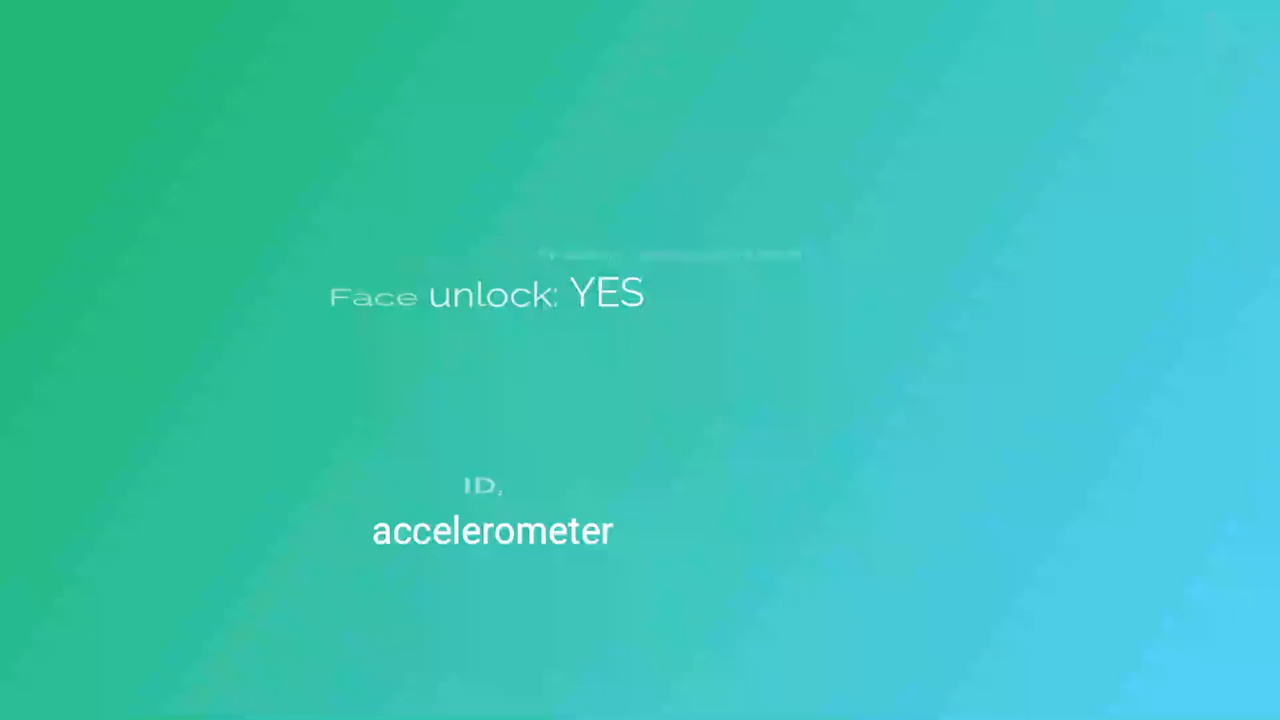 Face unlock: YES
ID,
accelerometer